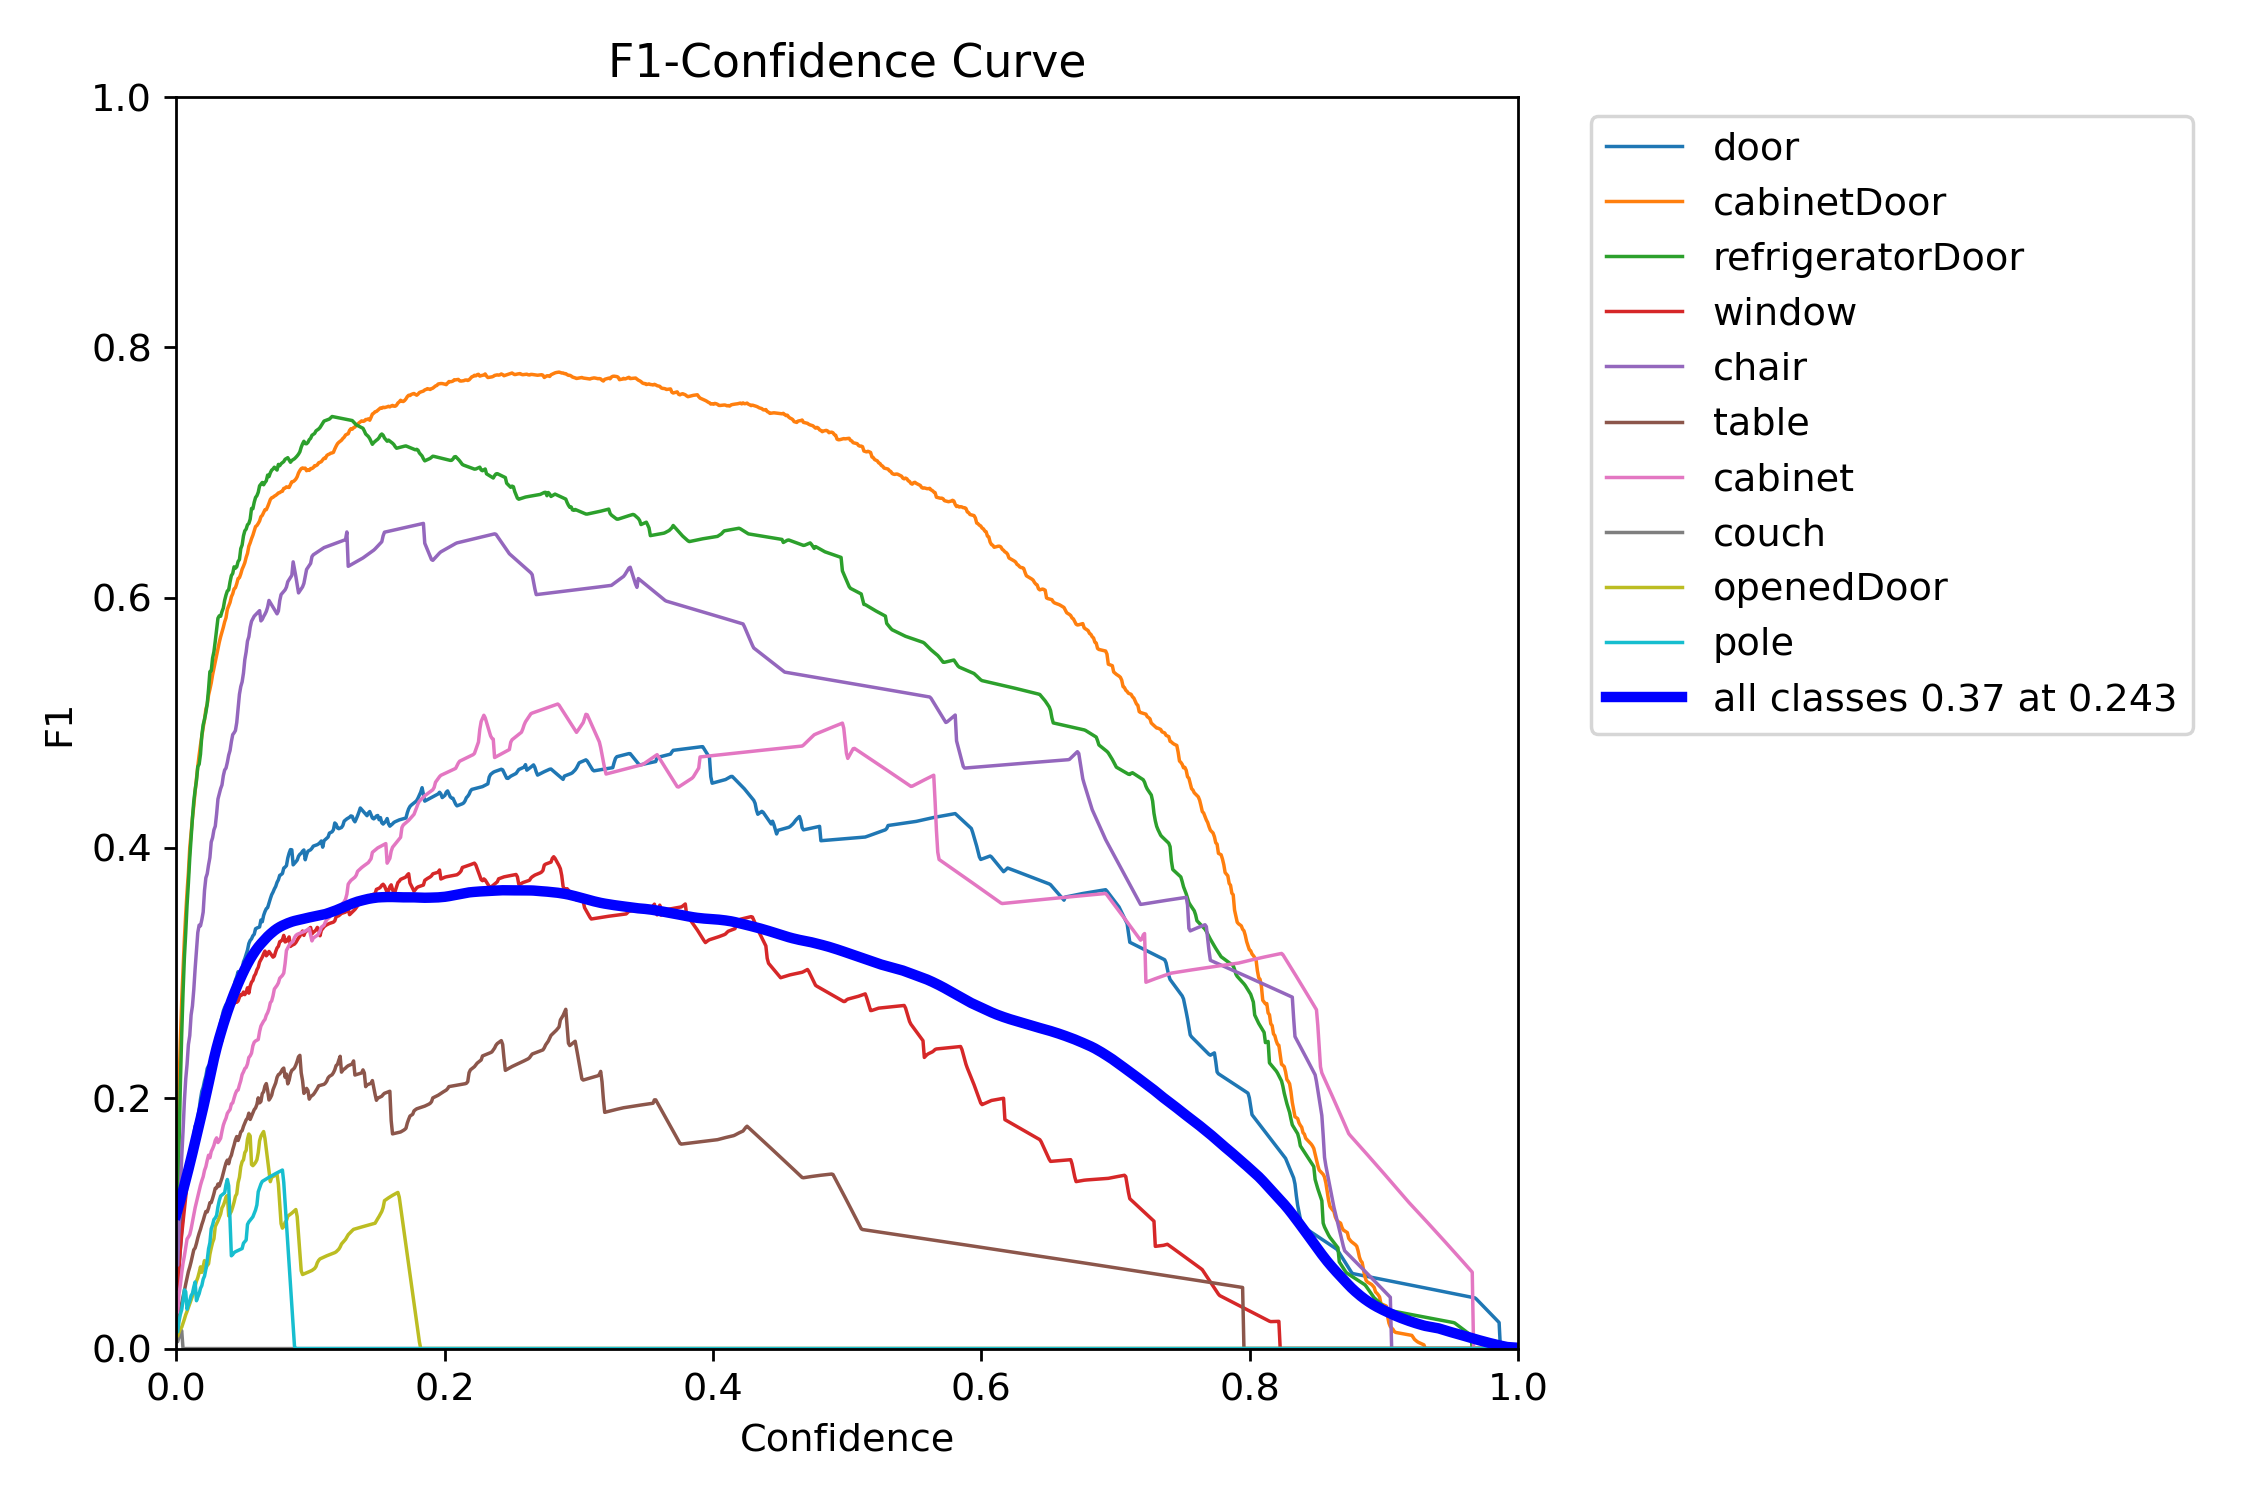 F1-Confidence Curve
1.0
0.8
0.6
0.4
0.2
0.0
F1
0.0 0.2 0.4 0.6 0.8 1.0
Confidence
door
cabinetDoor
refrigeratorDoor
window
chair
table
cabinet
couch
openedDoor
pole
all classes 0.37 at 0.243